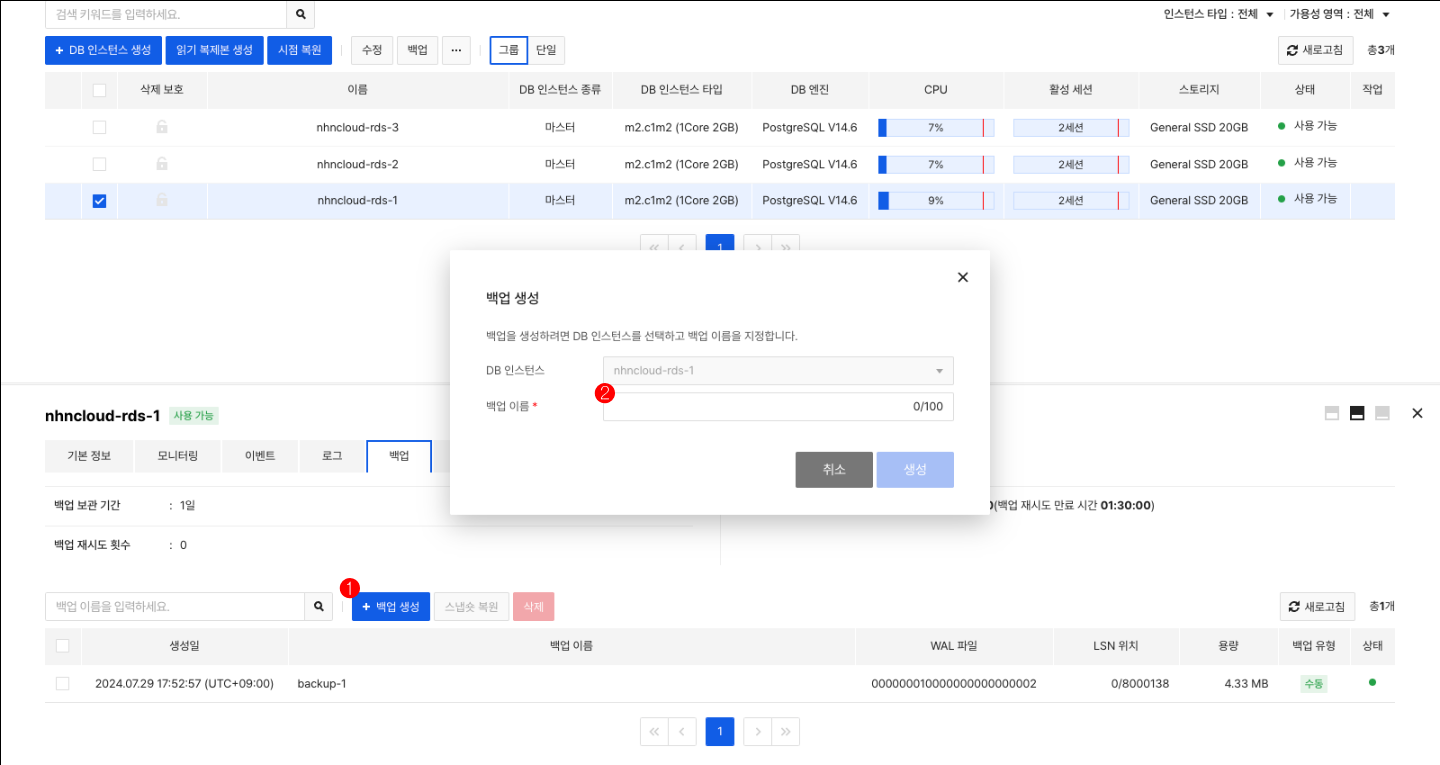 검색 키워드를 입력하세요. 인스턴스 타입 : 전체 가용성 영역 : 전체
+ DB 인스턴스 생성 읽기 복제본 생성 시점 복원 수정 백업 ··· 그룹 단일 새로고침 총3개
삭제 보호 이름 DB 인스턴스 종류 DB 인스턴스 타입 DB 엔진 CPU 활성 세션 스토리지 상태 작업
nhncloud-rds-3 마스터 m2.c1m2 (1Core 2GB) PostgreSQL V14.6 7% 2세션 General SSD 20GB 사용 가능
nhncloud-rds-2 마스터 m2.c1m2 (1Core 2GB) PostgreSQL V14.6 7% 2세션 General SSD 20GB 사용 가능
nhncloud-rds-1 마스터 m2.c1m2 (1Core 2GB) PostgreSQL V14.6 9% 2세션 General SSD 20GB 사용 가능
« ‹ 1 › »
백업 생성
백업을 생성하려면 DB 인스턴스를 선택하고 백업 이름을 지정합니다.
DB 인스턴스 nhncloud-rds-1
2
백업 이름 * 0/100
취소 생성
nhncloud-rds-1 사용 가능
기본 정보 모니터링 이벤트 로그 백업
백업 보관 기간 : 1일 (백업 재시도 만료 시간 01:30:00)
백업 재시도 횟수 : 0
1
백업 이름을 입력하세요. + 백업 생성 스냅숏 복원 삭제 새로고침 총1개
생성일 백업 이름 WAL 파일 LSN 위치 용량 백업 유형 상태
2024.07.29 17:52:57 (UTC+09:00) backup-1 000000010000000000000002 0/8000138 4.33 MB 수동
« ‹ 1 › »